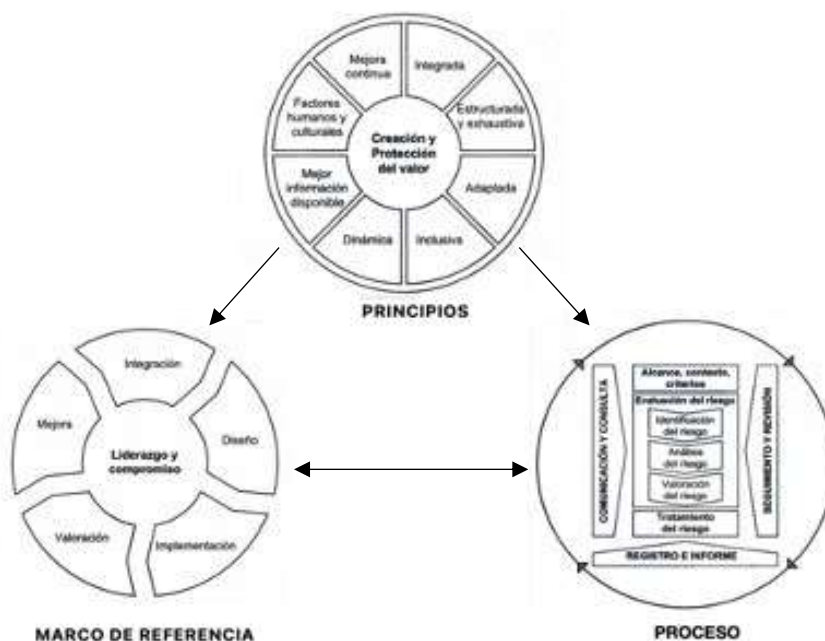 Mejora
continua
Integrada
Estructurada
y exhaustiva
Adaptada
Inclusiva
Dinámica
Mejor
información
disponible
Factores
humanos y
culturales
Creación y
Protección
del valor
PRINCIPIOS
Integración
Diseño
Implementación
Valoración
Mejora
Liderazgo y
compromiso
MARCO DE REFERENCIA
COMUNICACIÓN Y CONSULTA
Alcance, contexto,
criterios
Evaluación del riesgo
Identificación
del riesgo
Análisis
del riesgo
Valoración
del riesgo
Tratamiento
del riesgo
SEGUIMIENTO Y REVISIÓN
REGISTRO E INFORME
PROCESO